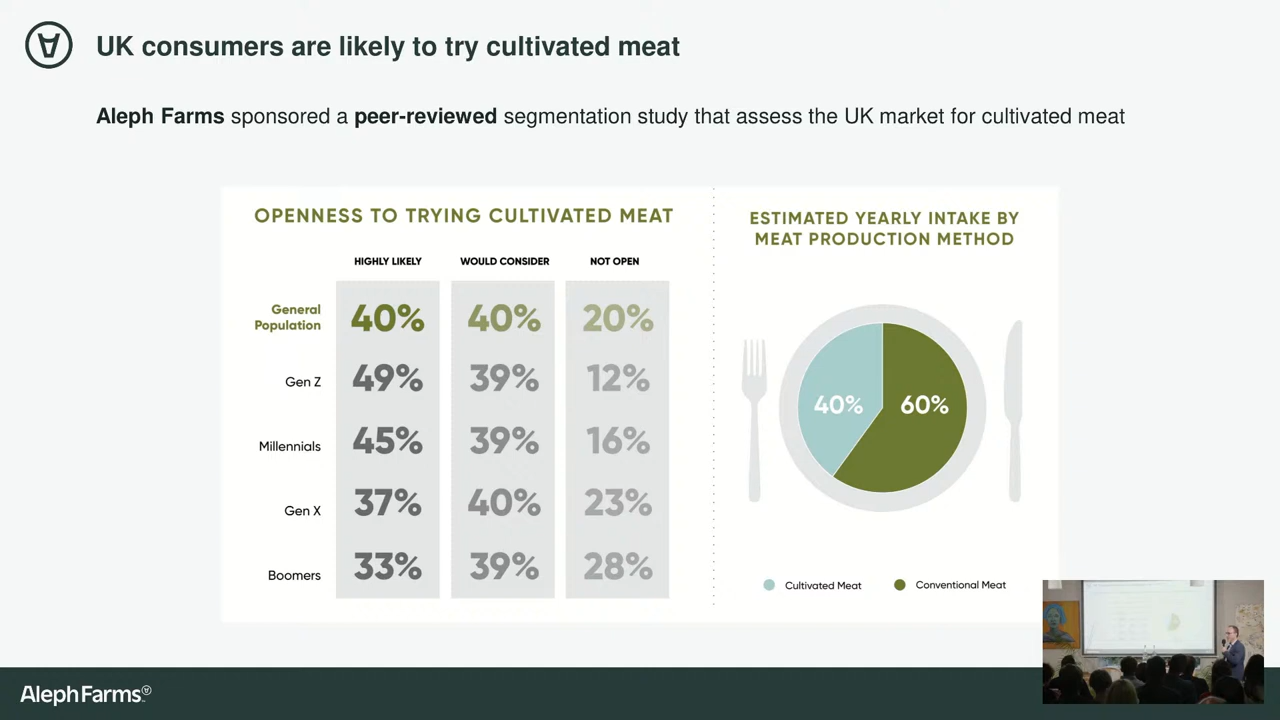 UK consumers are likely to try cultivated meat
Aleph Farms sponsored a peer-reviewed segmentation study that assess the UK market for cultivated meat
OPENNESS TO TRYING CULTIVATED MEAT
HIGHLY LIKELY WOULD CONSIDER NOT OPEN
General
Population 40% 40% 20%
Gen Z 49% 39% 12%
Millennials 45% 39% 16%
Gen X 37% 40% 23%
Boomers 33% 39% 28%
ESTIMATED YEARLY INTAKE BY
MEAT PRODUCTION METHOD
40% 60%
Cultivated Meat Conventional Meat
Aleph Farms